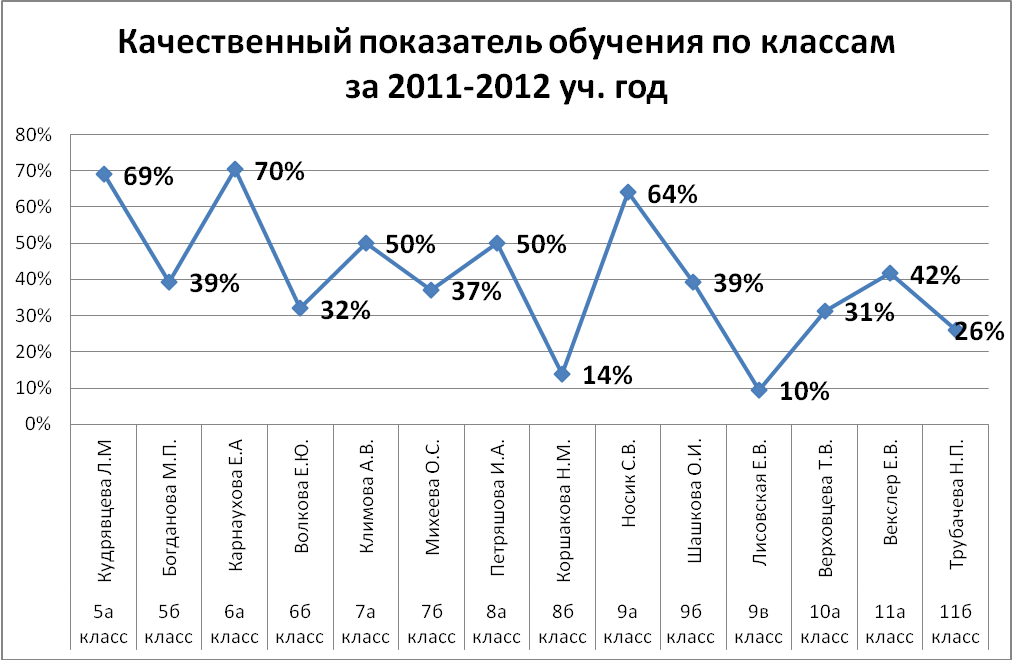 Качественный показатель обучения по классам
за 2011-2012 уч. год
80%
70%
60%
50%
40%
30%
20%
10%
0%
69%
39%
70%
32%
50%
37%
50%
14%
64%
39%
10%
31%
42%
26%
Кудрявцева Л.М
Богданова М.П.
Карнаухова Е.А
Волкова Е.Ю.
Климова А.В.
Михеева О.С.
Петряшова И.А.
Коршакова Н.М.
Носик С.В.
Шашкова О.И.
Лисовская Е.В.
Верховцева Т.В.
Векслер Е.В.
Трубачева Н.П.
5а класс
5б класс
6а класс
6б класс
7а класс
7б класс
8а класс
8б класс
9а класс
9б класс
9в класс
10а класс
11а класс
11б класс